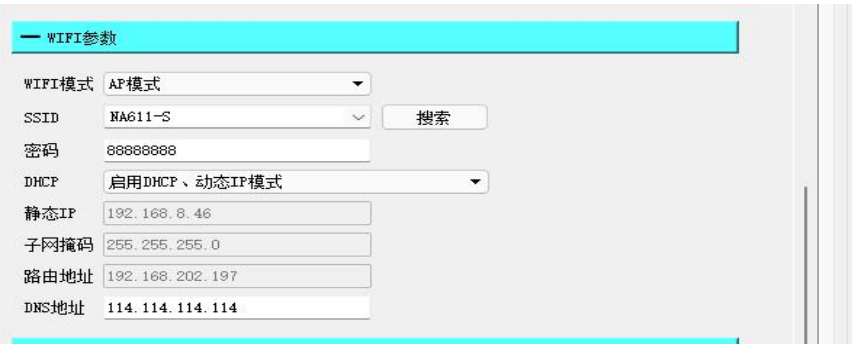 WIFI参数
WIFI模式 AP模式
SSID NA611-S 搜索
密码 88888888
DHCP 启用DHCP、动态IP模式
静态IP 192.168.8.46
子网掩码 255.255.255.0
路由地址 192.168.202.197
DNS地址 114.114.114.114